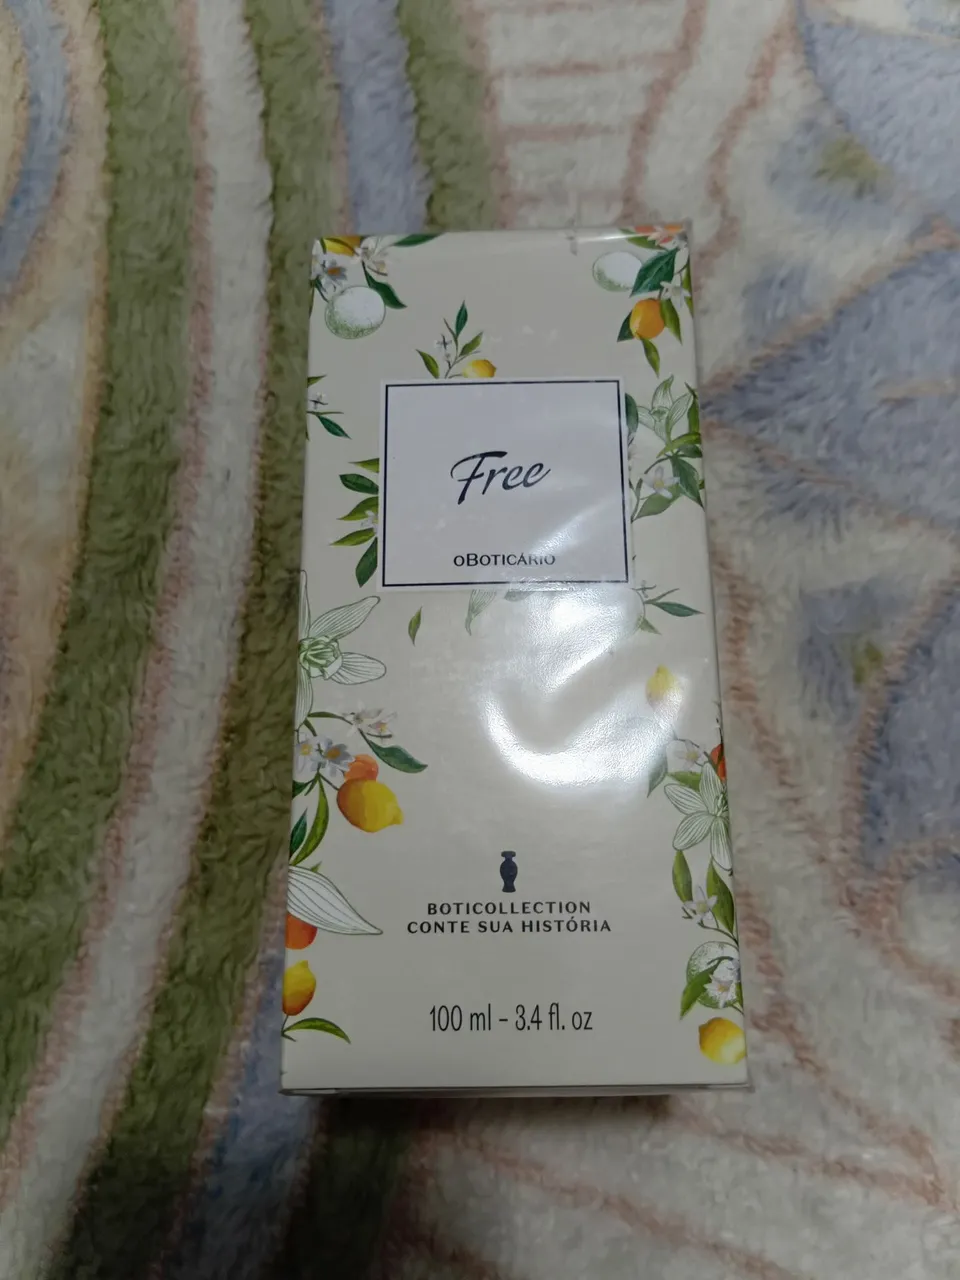 Free
oBOTICÁRIO
BOTICOLLECTION
CONTE SUA HISTÓRIA
100 ml - 3.4 fl. oz